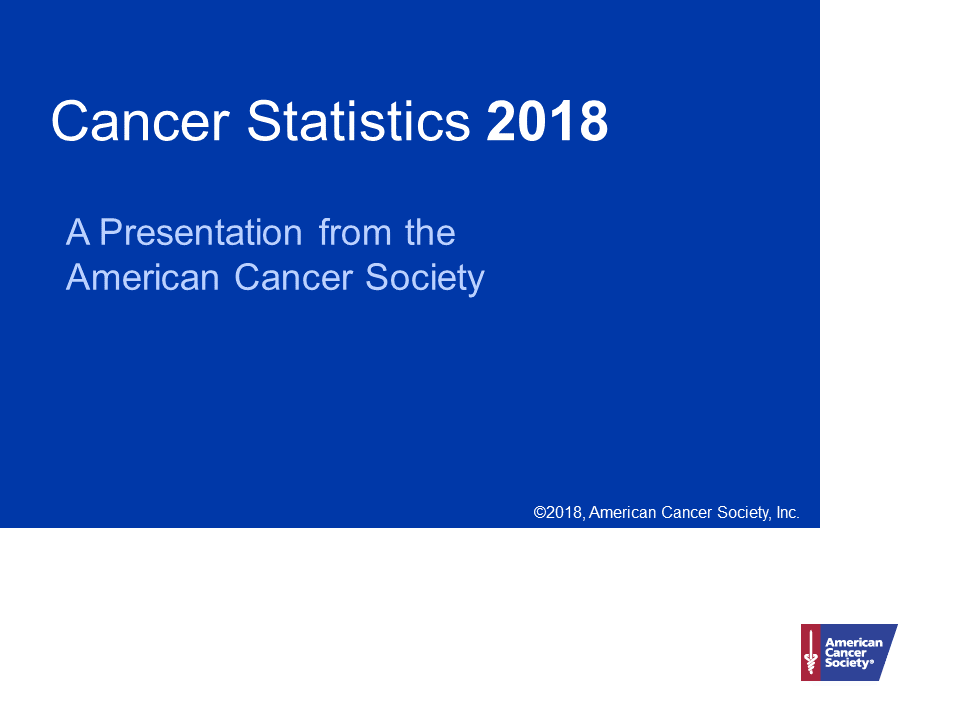 Cancer Statistics 2018
A Presentation from the
American Cancer Society
©2018, American Cancer Society, Inc.
American
Cancer
Society®